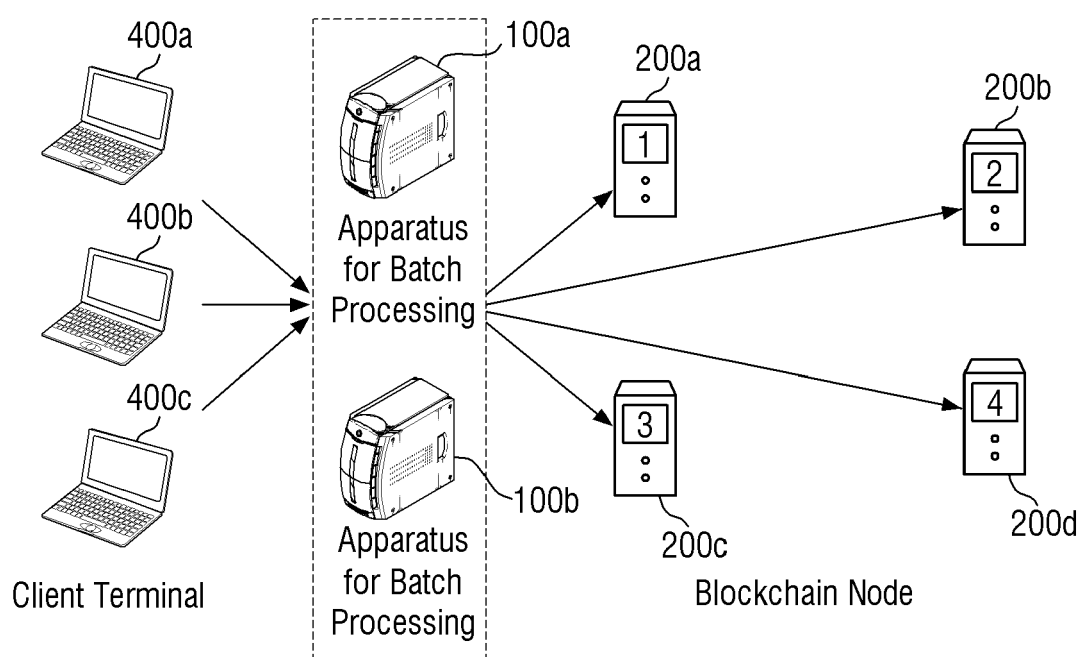 400a
400b
400c
Client Terminal
100a
Apparatus
for Batch
Processing
100b
Apparatus
for Batch
Processing
200a
1
200b
2
3
200c
4
200d
Blockchain Node